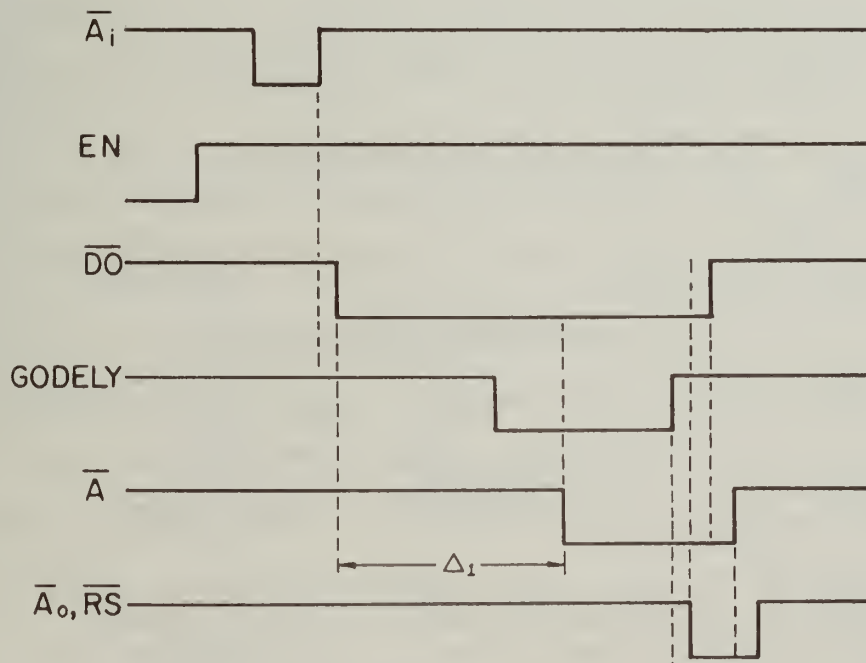 A̅i
EN
D̅O̅
GODELY
A̅
Δ1
A̅o, R̅S̅